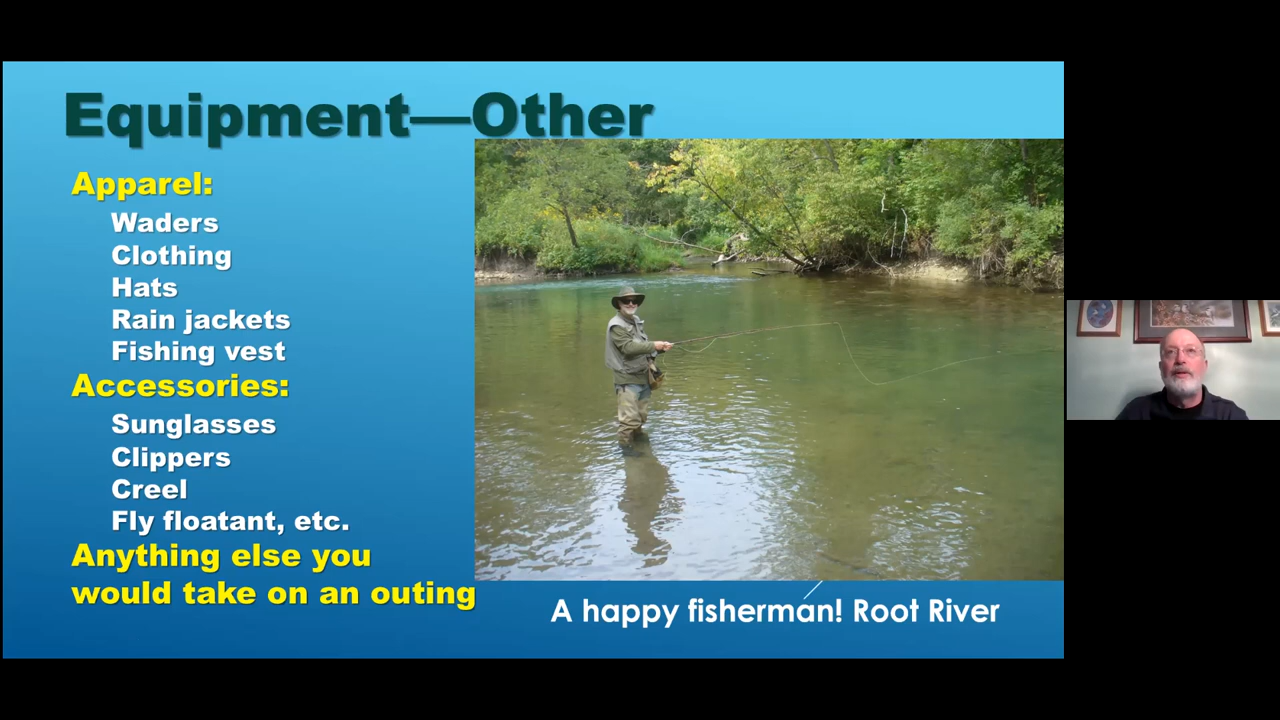 Equipment—Other
Apparel:
Waders
Clothing
Hats
Rain jackets
Fishing vest
Accessories:
Sunglasses
Clippers
Creel
Fly floatant, etc.
Anything else you
would take on an outing
A happy fisherman! Root River